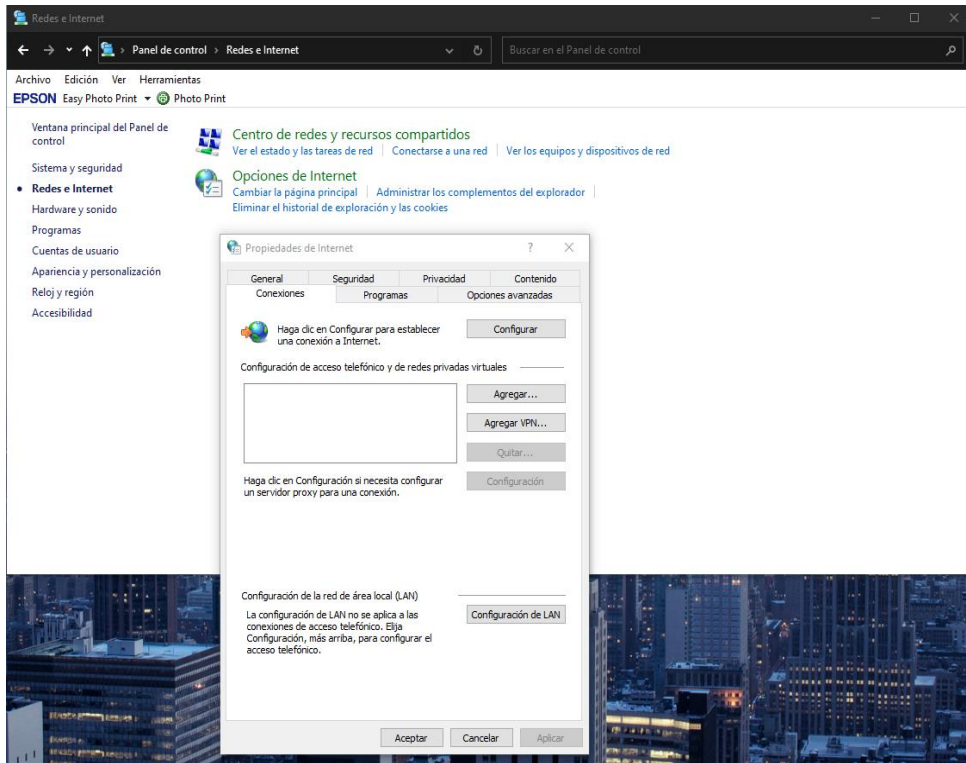 Redes e Internet
Panel de control > Redes e Internet
Buscar en el Panel de control
Archivo Edición Ver Herramientas
EPSON Easy Photo Print Photo Print
Ventana principal del Panel de control
Sistema y seguridad
Redes e Internet
Hardware y sonido
Programas
Cuentas de usuario
Apariencia y personalización
Reloj y región
Accesibilidad
Centro de redes y recursos compartidos
Ver el estado y las tareas de red Conectarse a una red Ver los equipos y dispositivos de red
Opciones de Internet
Cambiar la página principal Administrar los complementos del explorador
Eliminar el historial de exploración y las cookies
Propiedades de Internet ?
General Seguridad Privacidad Contenido
Conexiones Programas Opciones avanzadas
Haga clic en Configurar para establecer
una conexión a Internet.
Configurar
Configuración de acceso telefónico y de redes privadas virtuales
Agregar...
Agregar VPN...
Quitar...
Haga clic en Configuración si necesita configurar
un servidor proxy para una conexión.
Configuración
Configuración de la red de área local (LAN)
La configuración de LAN no se aplica a las
conexiones de acceso telefónico. Elija
Configuración, más arriba, para configurar el
acceso telefónico.
Configuración de LAN
Aceptar Cancelar Aplicar